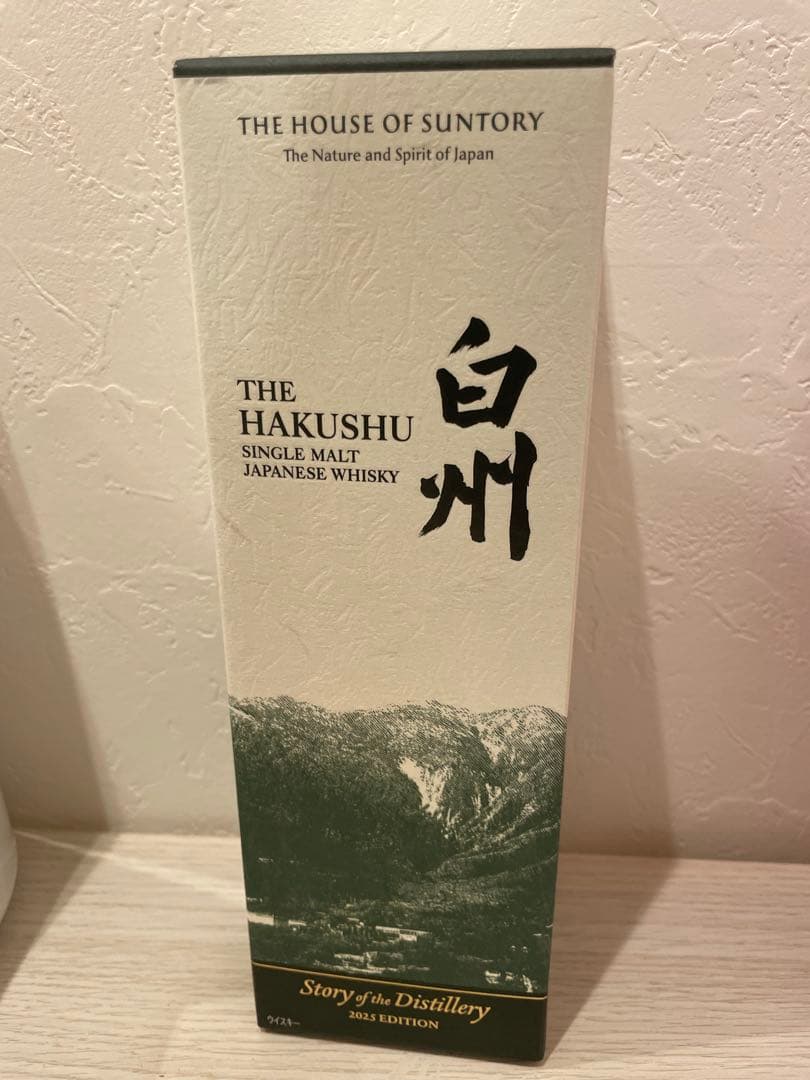 THE HOUSE OF SUNTORY
The Nature and Spirit of Japan
白州
THE
HAKUSHU
SINGLE MALT
JAPANESE WHISKY
Story of the Distillery
2025 EDITION
ウイスキー